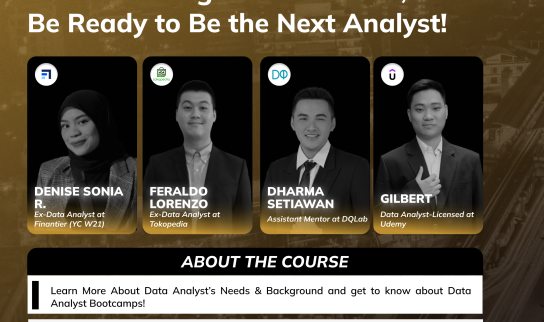 Be Ready to Be the Next Analyst!
DENISE SONIA
R.
Ex-Data Analyst at
Finantier (YC W21)
FERALDO
LORENZO
Ex-Data Analyst at
Tokopedia
DHARMA
SETIAWAN
Assistant Mentor at DQLab
GILBERT
Data Analyst-Licensed at
Udemy
ABOUT THE COURSE
Learn More About Data Analyst's Needs & Background and get to know about Data
Analyst Bootcamps!